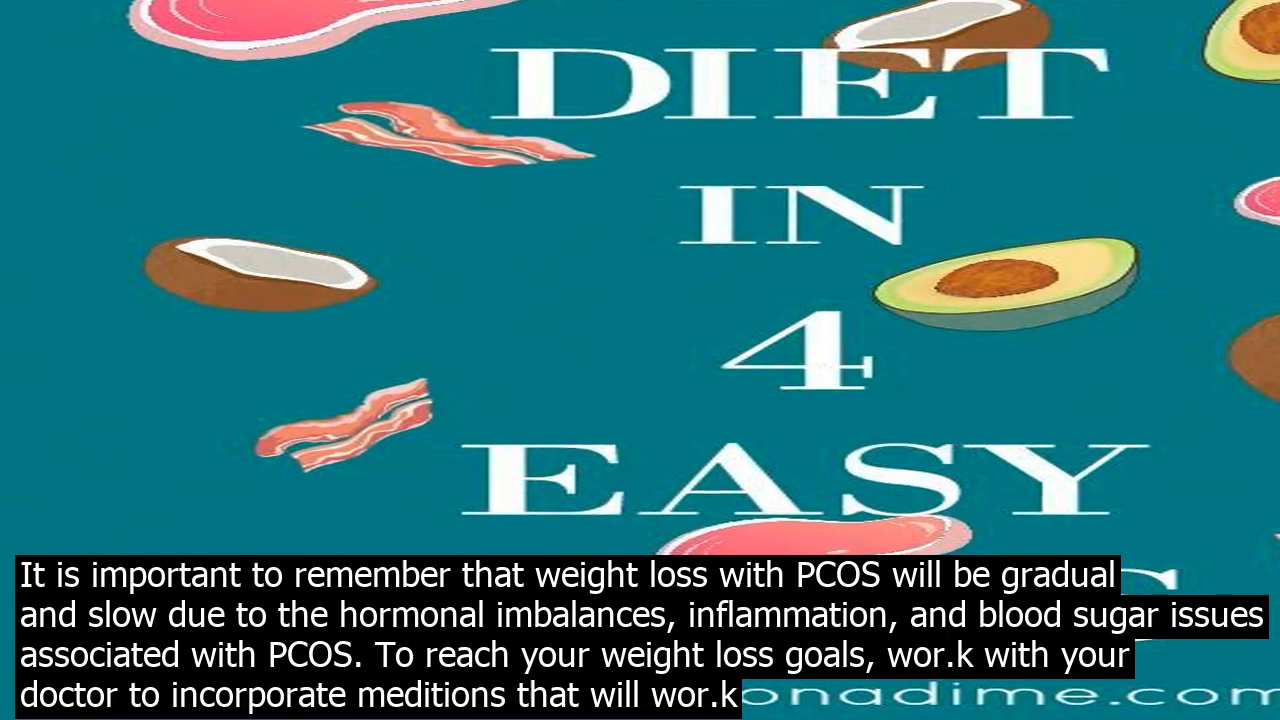 DIET
IN
4
EASY
It is important to remember that weight loss with PCOS will be gradual
and slow due to the hormonal imbalances, inflammation, and blood sugar issues
associated with PCOS. To reach your weight loss goals, wor.k with your
doctor to incorporate meditions that will wor.k
onadime.com